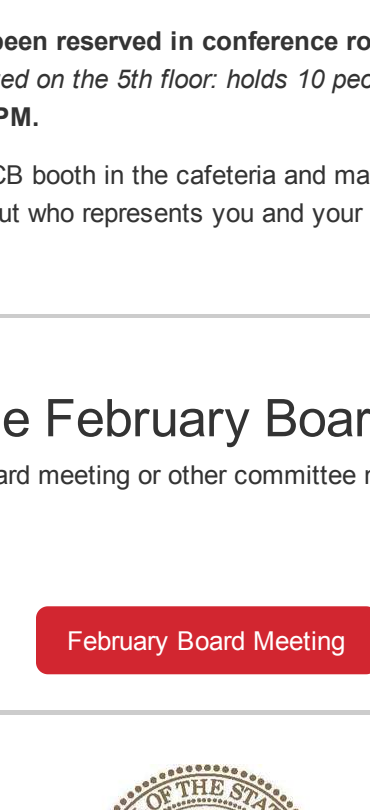 been reserved in conference ro
ed on the 5th floor: holds 10 peo
PM.
CB booth in the cafeteria and ma
ut who represents you and your
e February Boar
ard meeting or other committee
February Board Meeting
OF THE STA